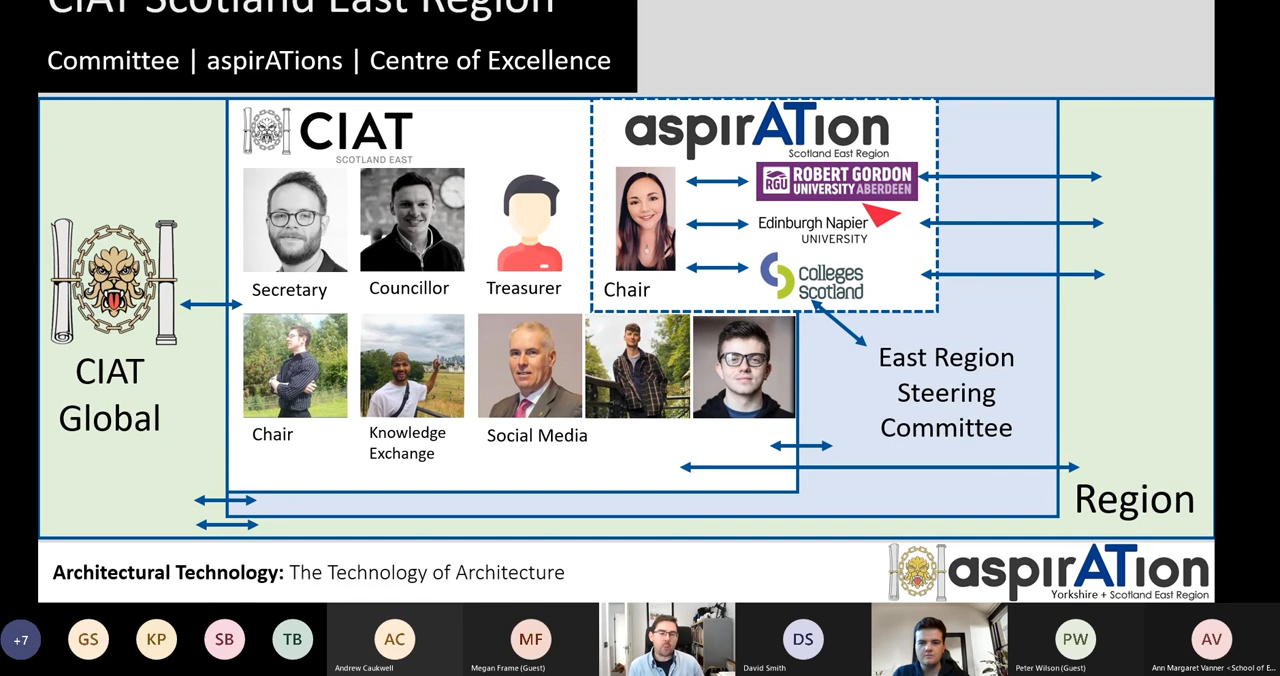 CIAT Scotland East Region
Committee | aspirATions | Centre of Excellence
CIAT
SCOTLAND EAST
aspirATion
Scotland East Region
RGU
ROBERT GORDON
UNIVERSITY ABERDEEN
Edinburgh Napier
UNIVERSITY
colleges
scotland
Secretary
Councillor
Treasurer
Chair
CIAT
Global
East Region
Steering
Committee
Chair
Knowledge
Exchange
Social Media
Region
Architectural Technology: The Technology of Architecture
aspirATion
Yorkshire + Scotland East Region
+7
GS
KP
SB
TB
AC
Andrew Caukwell
MF
Megan Frame (Guest)
DS
David Smith
PW
Peter Wilson (Guest)
AV
Ann Margaret Vanner <School of E...